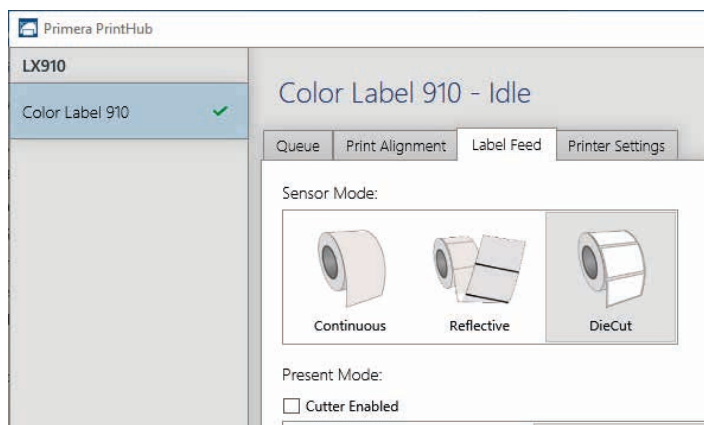 Primera PrintHub
LX910
Color Label 910
Color Label 910 - Idle
Queue Print Alignment Label Feed Printer Settings
Sensor Mode:
Continuous Reflective DieCut
Present Mode:
Cutter Enabled